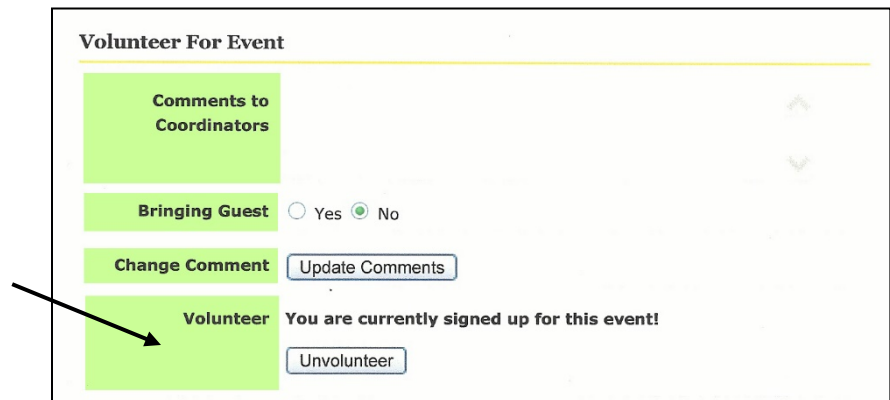 Volunteer For Event
Comments to
Coordinators
Bringing Guest Yes No
Change Comment Update Comments
Volunteer You are currently signed up for this event!
Unvolunteer